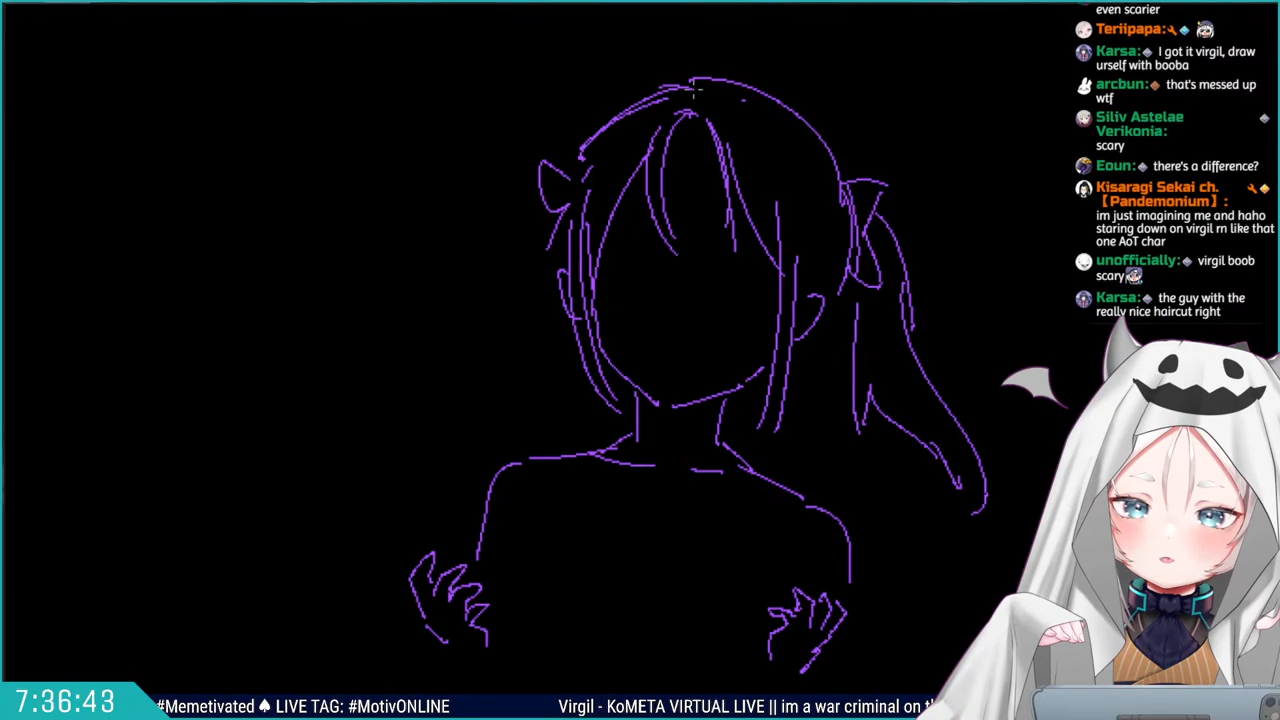 even scarier
Teriipapa:
Karsa: I got it virgil, draw
urself with booba
arcbun: that's messed up
wtf
Siliv Astelae
Verikonia:
scary
Eoun: there's a difference?
Kisaragi Sekai ch.
【Pandemonium】:
im just imagining me and haho
staring down on virgil rn like that
one AoT char
unofficially: virgil boob
scary
Karsa: the guy with the
really nice haircut right
7:36:43
#Memetivated ♠ LIVE TAG: #MotivONLINE
Virgil - KoMETA VIRTUAL LIVE || im a war criminal on th